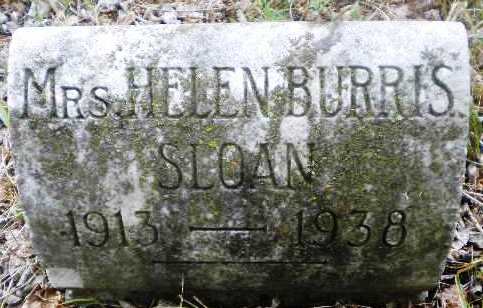 Mrs. HELEN BURRIS
SLOAN
1913 — 1938